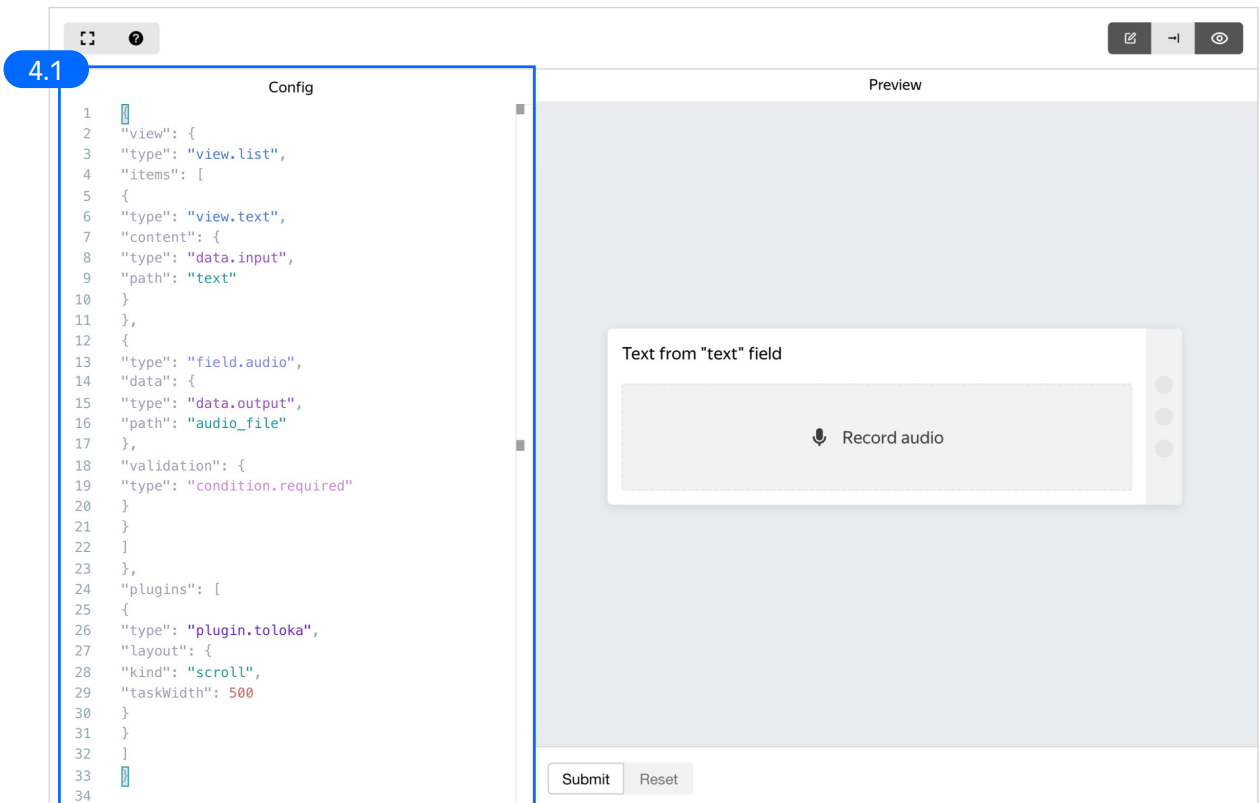 4.1
Config
Preview
1 {
2 "view": {
3 "type": "view.list",
4 "items": [
5 {
6 "type": "view.text",
7 "content": {
8 "type": "data.input",
9 "path": "text"
10 }
11 },
12 {
13 "type": "field.audio",
14 "data": {
15 "type": "data.output",
16 "path": "audio_file"
17 },
18 "validation": {
19 "type": "condition.required"
20 }
21 }
22 ]
23 },
24 "plugins": [
25 {
26 "type": "plugin.toloka",
27 "layout": {
28 "kind": "scroll",
29 "taskWidth": 500
30 }
31 }
32 ]
33 }
34
Text from "text" field
Record audio
Submit Reset